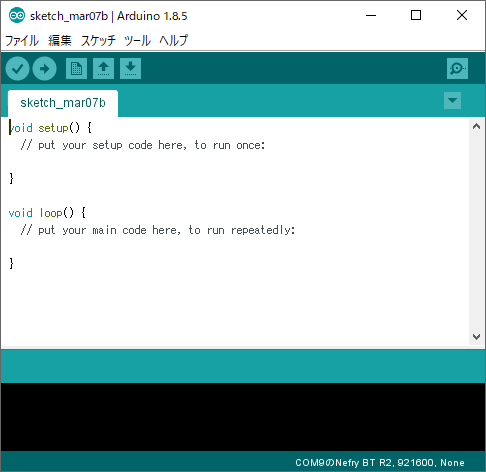 sketch_mar07b | Arduino 1.8.5
ファイル 編集 スケッチ ツール ヘルプ
sketch_mar07b
void setup() {
  // put your setup code here, to run once:
}
void loop() {
  // put your main code here, to run repeatedly:
}
COM9のNefry BT R2, 921600, None